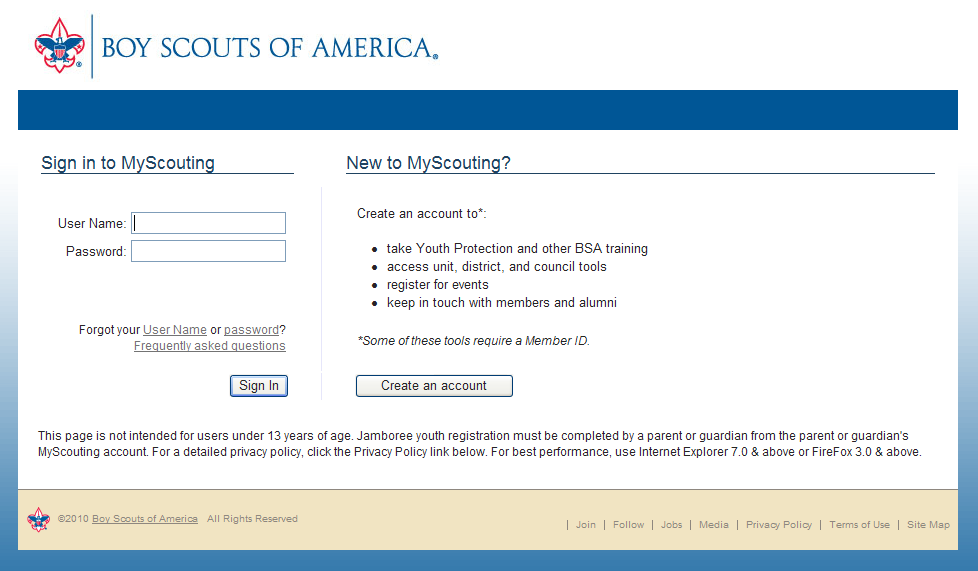 BOY SCOUTS OF AMERICA®
Sign in to MyScouting
User Name:
Password:
Forgot your User Name or password?
Frequently asked questions
Sign In
New to MyScouting?
Create an account to*:
• take Youth Protection and other BSA training
• access unit, district, and council tools
• register for events
• keep in touch with members and alumni
*Some of these tools require a Member ID.
Create an account
This page is not intended for users under 13 years of age. Jamboree youth registration must be completed by a parent or guardian from the parent or guardian's
MyScouting account. For a detailed privacy policy, click the Privacy Policy link below. For best performance, use Internet Explorer 7.0 & above or FireFox 3.0 & above.
©2010 Boy Scouts of America All Rights Reserved
| Join | Follow | Jobs | Media | Privacy Policy | Terms of Use | Site Map